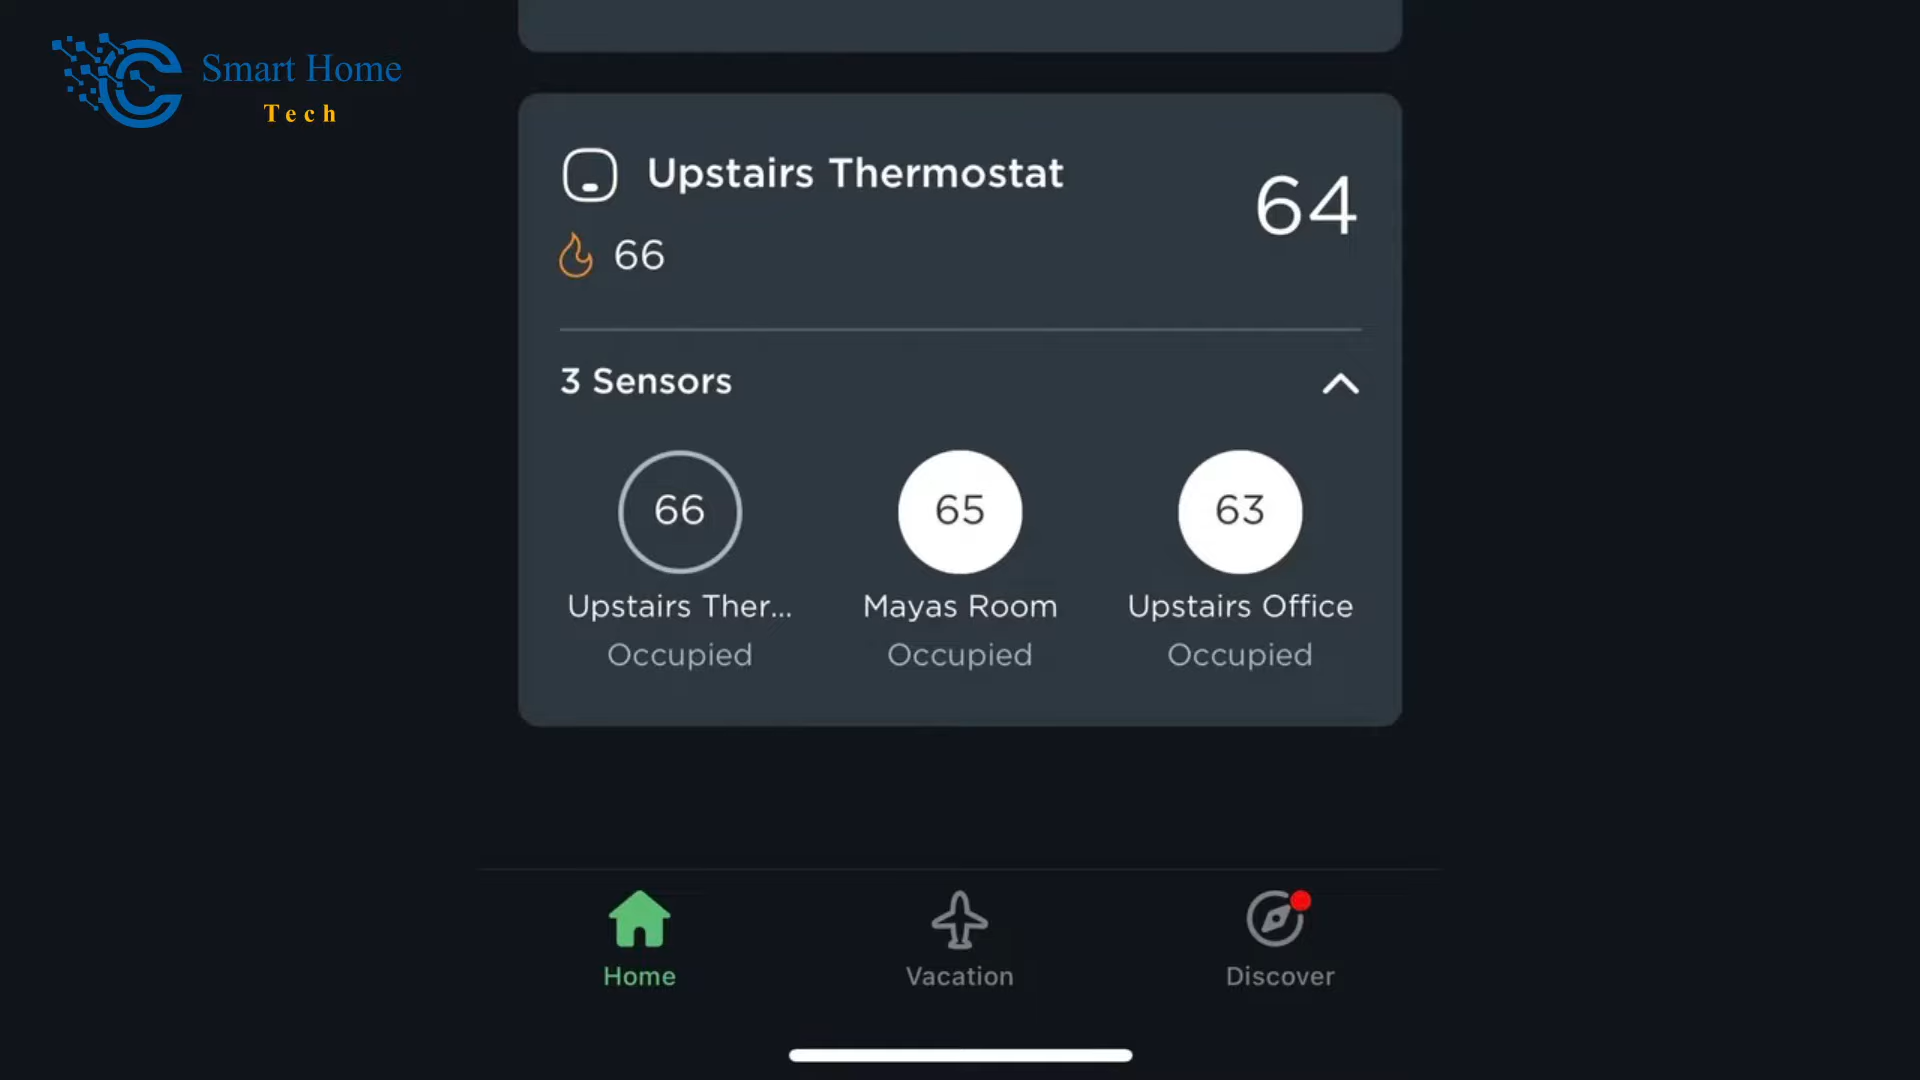 Smart Home
Tech
Upstairs Thermostat
64
66
3 Sensors
66
65
63
Upstairs Ther...
Mayas Room
Upstairs Office
Occupied
Occupied
Occupied
Home
Vacation
Discover